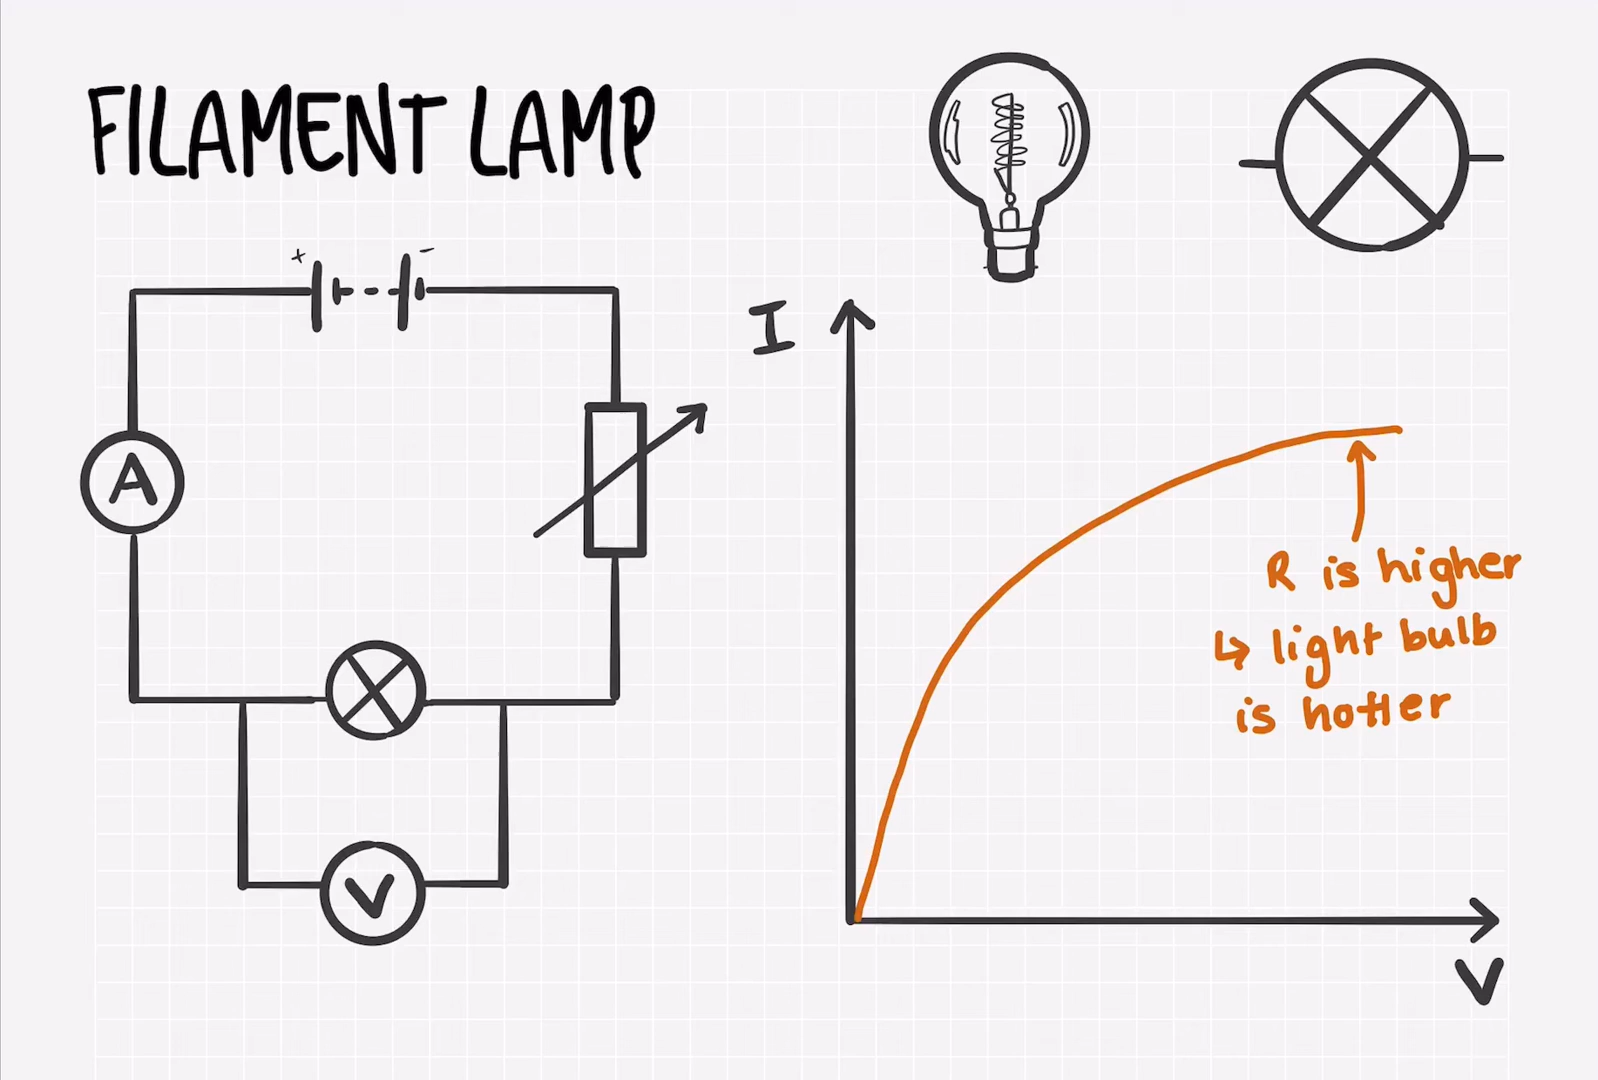 FILAMENT LAMP
+ -
I
A
R is higher
↳ light bulb
is hotter
V
V